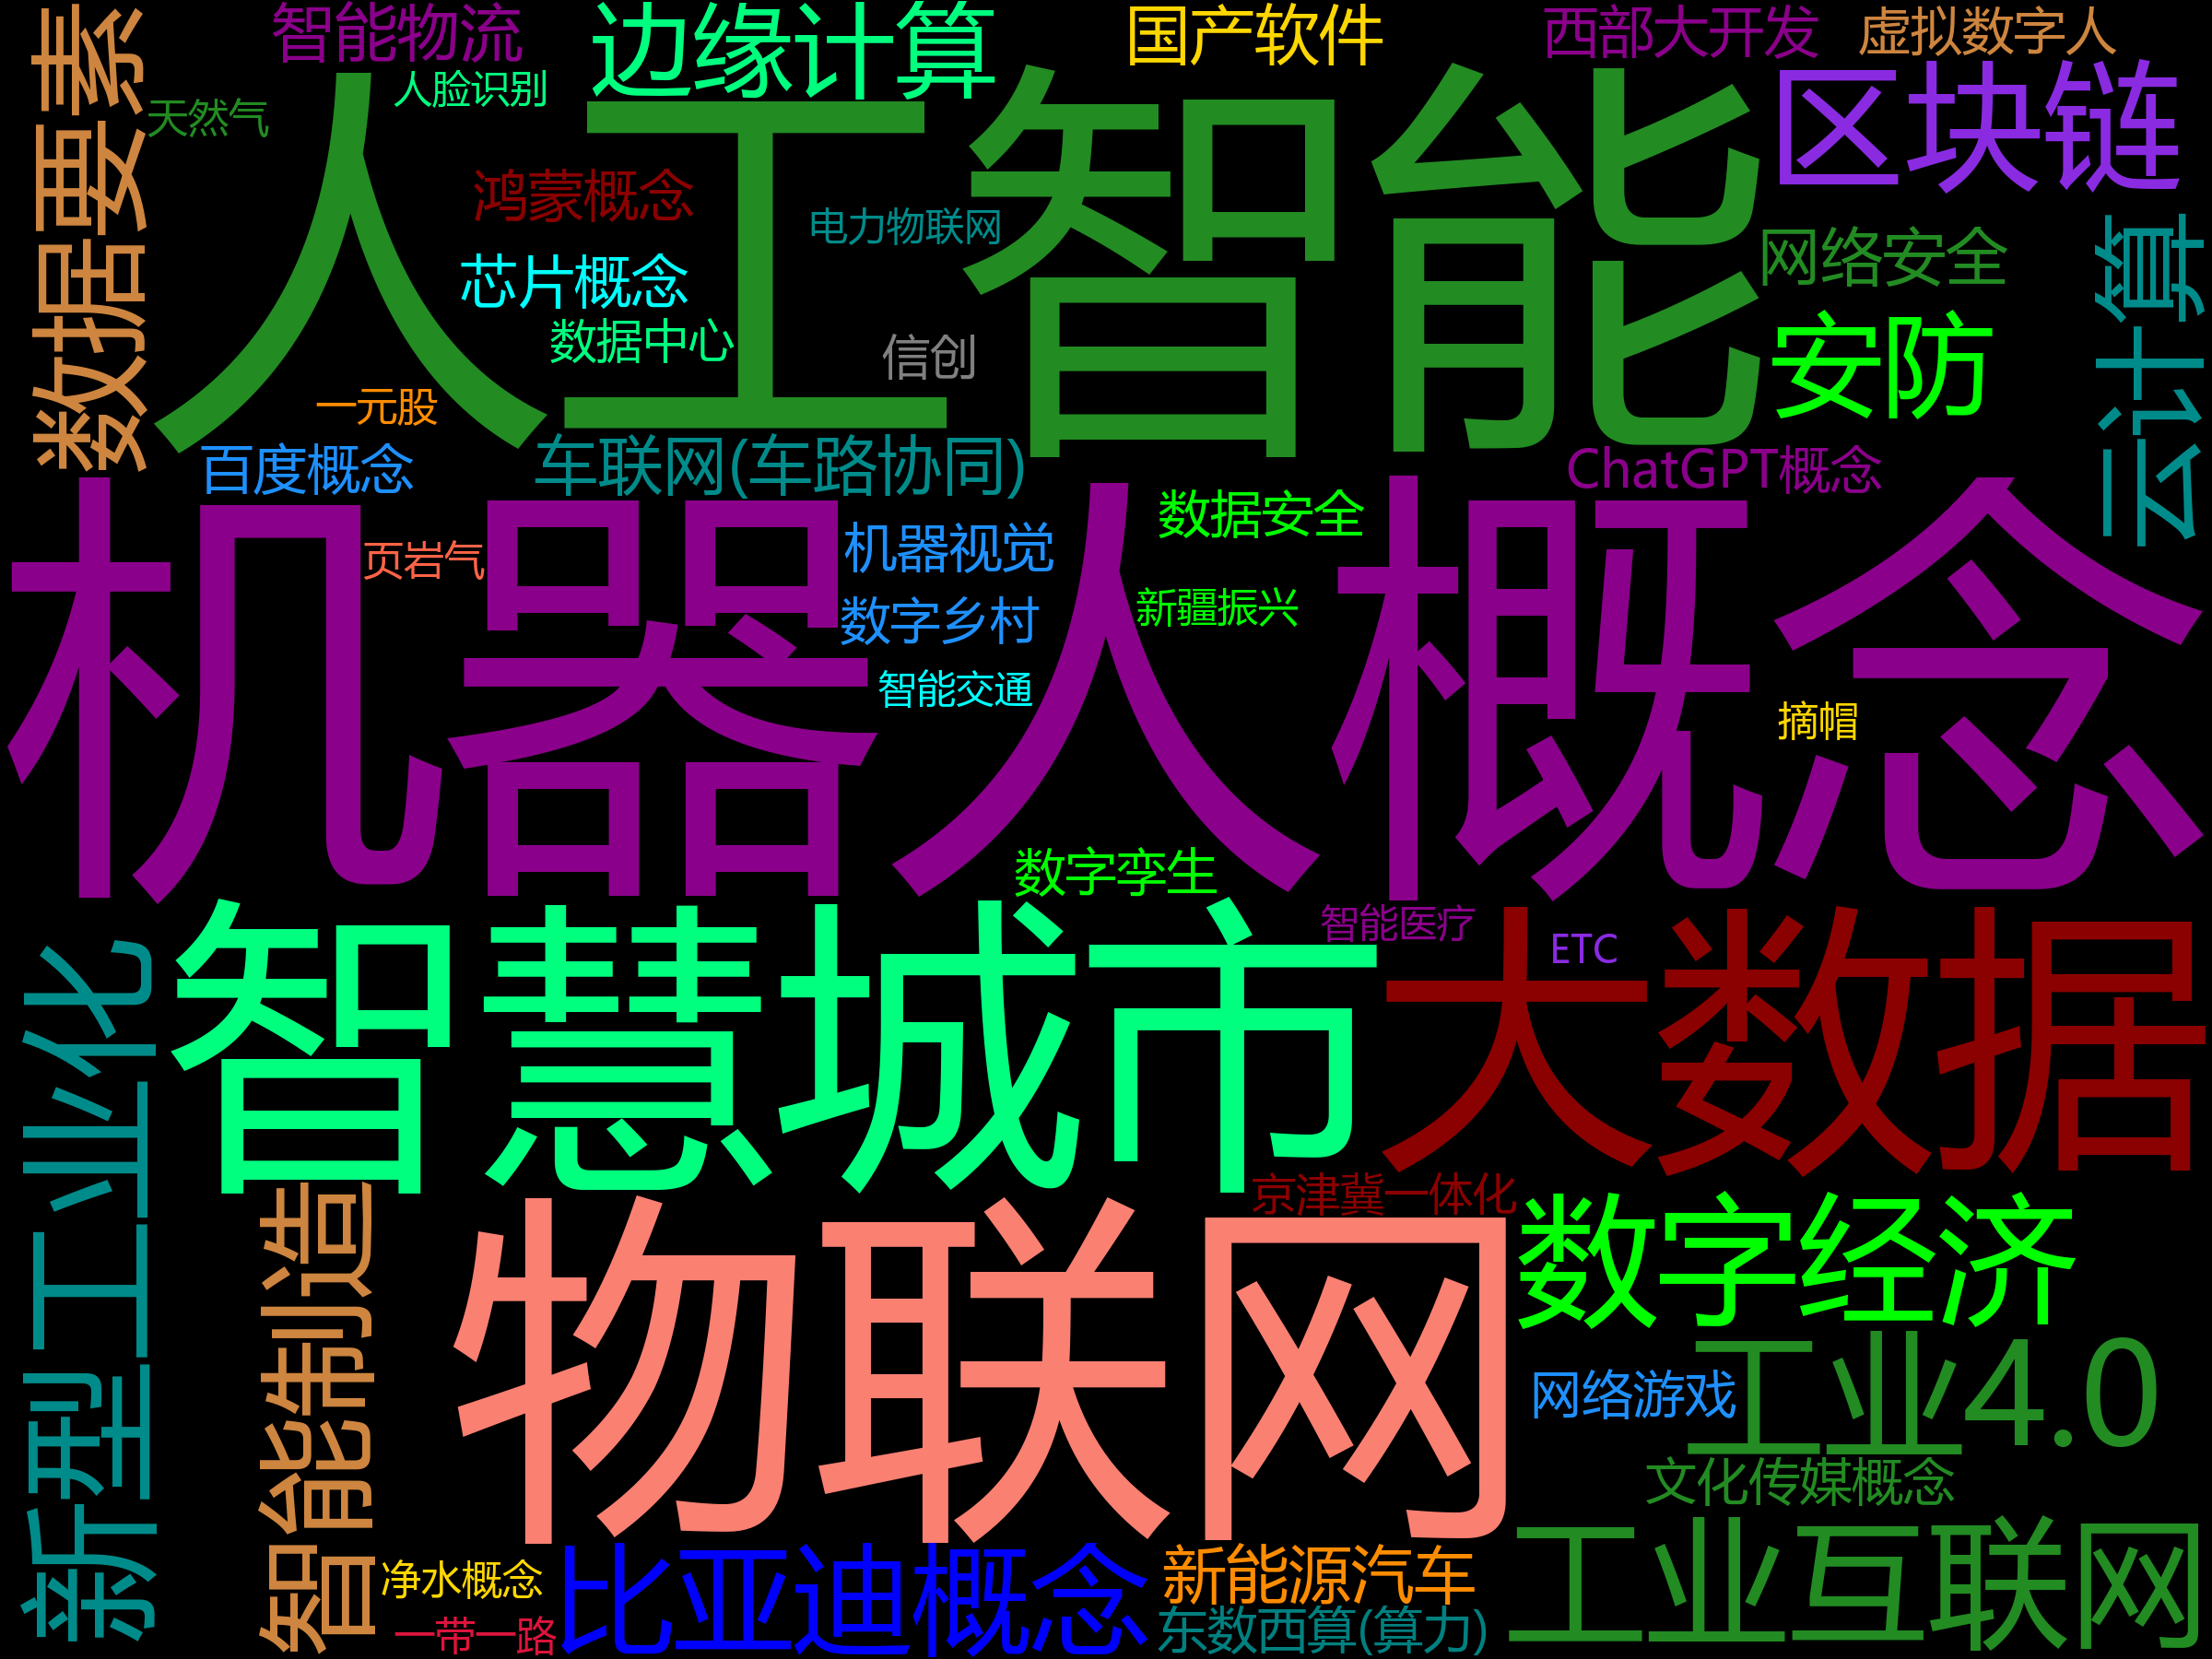 数据要素
智能物流
边缘计算
国产软件
西部大开发
虚拟数字人
人脸识别
天然气
人工智能
区块链
鸿蒙概念
电力物联网
网络安全
云计算
芯片概念
数据中心
信创
安防
一元股
百度概念
车联网(车路协同)
ChatGPT概念
机器人概念
数据安全
页岩气
机器视觉
数字乡村
新疆振兴
智能交通
摘帽
数字孪生
智慧城市
智能医疗
ETC
大数据
新型工业化
智能制造
京津冀一体化
物联网
数字经济
工业4.0
网络游戏
文化传媒概念
工业互联网
净水概念
比亚迪概念
新能源汽车
一带一路
东数西算(算力)